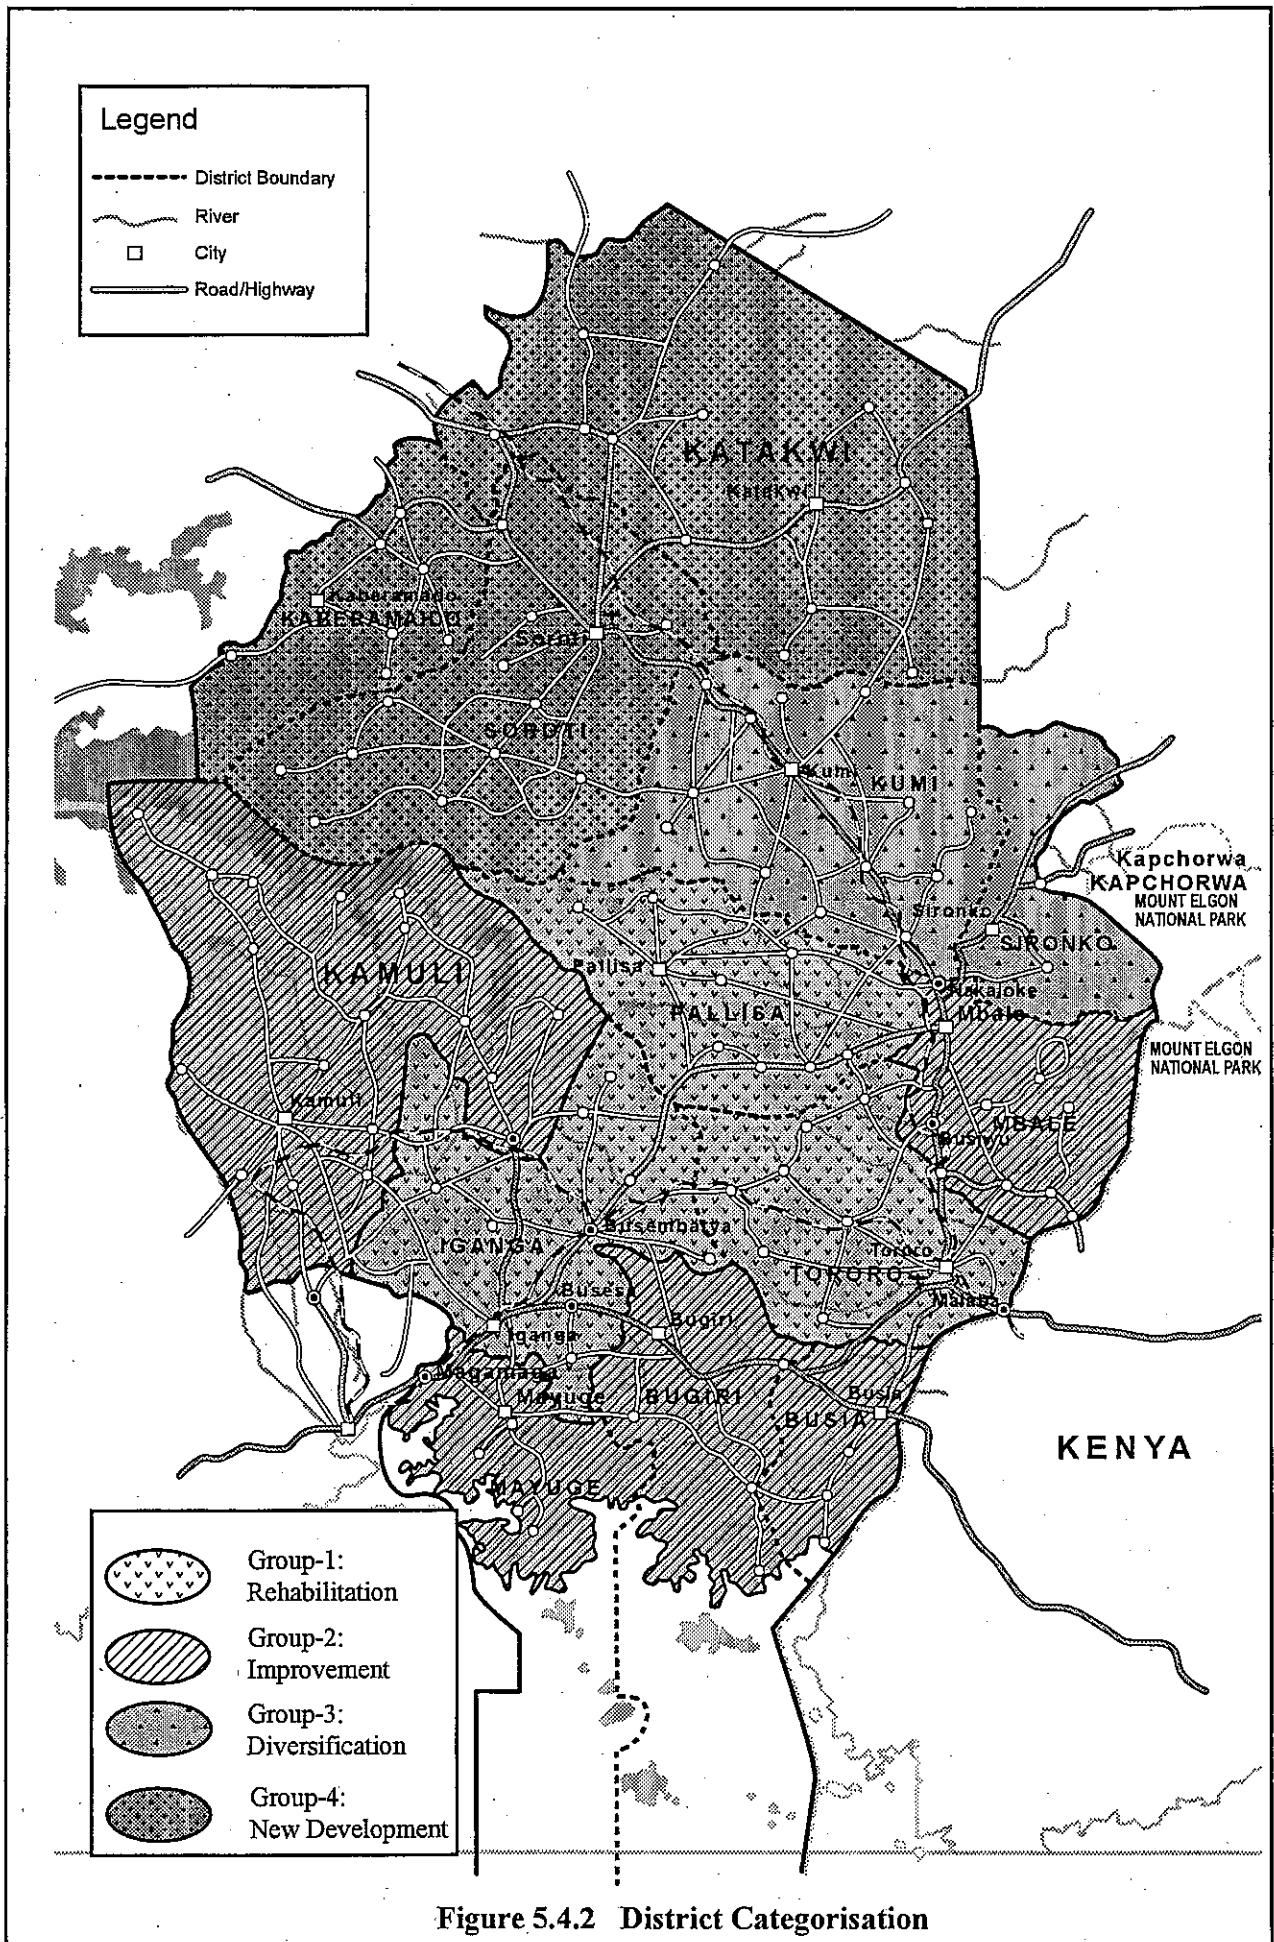 Legend
District Boundary
River
City
Road/Highway
KATAKWI
Katakwi
Kaberamado
KABERAMAIDO
Soroti
SOROTI
Kumi
KUMI
Kapchorwa
KAPCHORWA
MOUNT ELGON
NATIONAL PARK
Sironko
SIRONKO
KAMULI
Pallisa
PALLISA
Nakaloke
Mbale
MOUNT ELGON
NATIONAL PARK
Kamuli
MBALE
Busiwu
Busembatya
IGANGA
Tororo
TORORO
Malaba
Busesa
Iganga
Bugiri
Magamaga
Mayuge
BUGIRI
Busia
BUSIA
KENYA
MAYUGE
Group-1:
Rehabilitation
Group-2:
Improvement
Group-3:
Diversification
Group-4:
New Development
Figure 5.4.2 District Categorisation